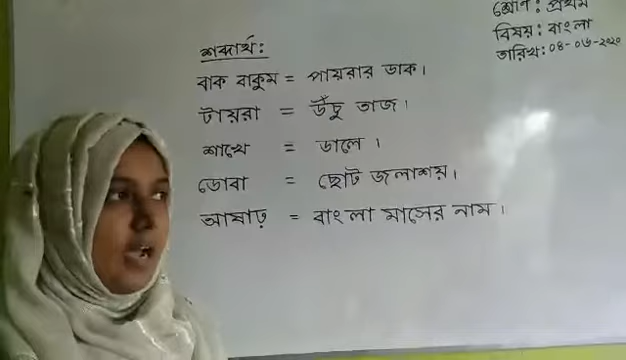 শ্রেণি: প্রথম
বিষয়: বাংলা
তারিখ: ০৪-০৬-২০২০
শব্দার্থ:
বাক বাকুম = পায়রার ডাক।
টায়রা = উঁচু তাজ।
শাখে = ডালে।
ডোবা = ছোট জলাশয়।
আষাঢ় = বাংলা মাসের নাম।